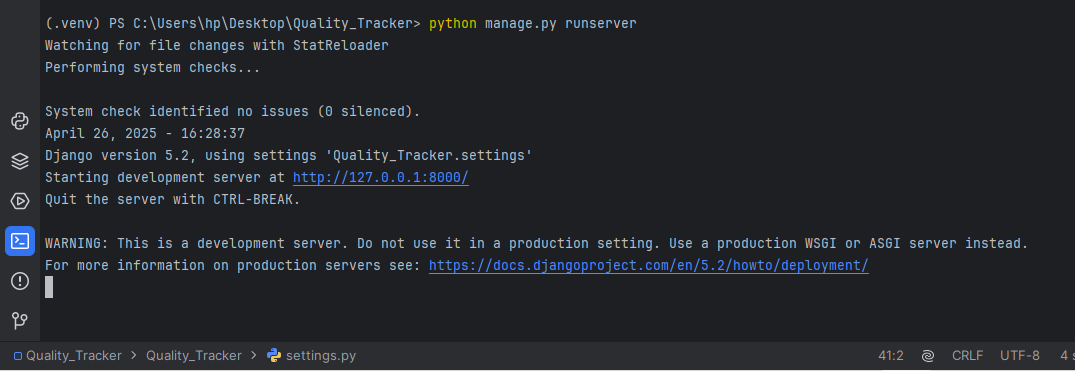 (.venv) PS C:\Users\hp\Desktop\Quality_Tracker> python manage.py runserver
Watching for file changes with StatReloader
Performing system checks...
System check identified no issues (0 silenced).
April 26, 2025 - 16:28:37
Django version 5.2, using settings 'Quality_Tracker.settings'
Starting development server at http://127.0.0.1:8000/
Quit the server with CTRL-BREAK.
WARNING: This is a development server. Do not use it in a production setting. Use a production WSGI or ASGI server instead.
For more information on production servers see: https://docs.djangoproject.com/en/5.2/howto/deployment/
Quality_Tracker > Quality_Tracker > settings.py 41:2 CRLF UTF-8 4